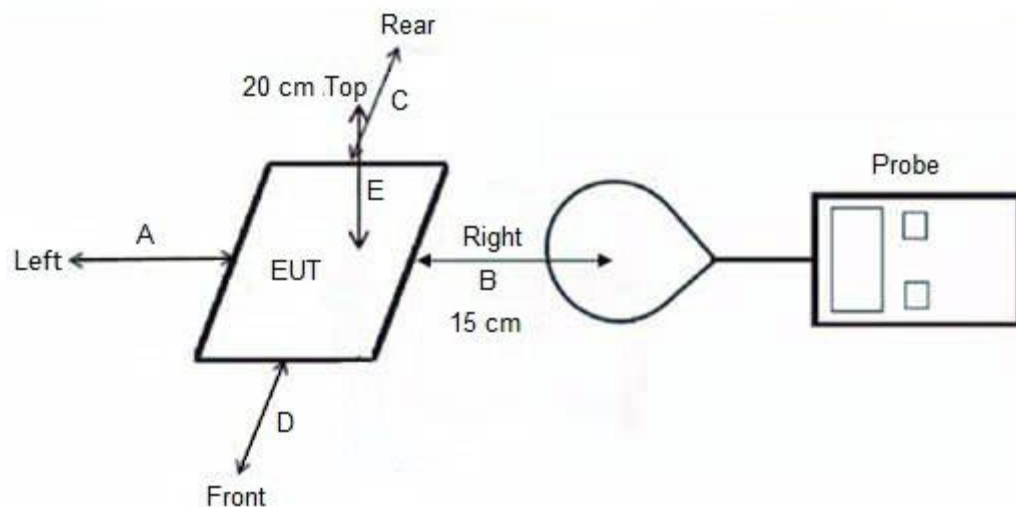 Rear
20 cm .Top
C
Probe
E
A
Right
Left
EUT
B
15 cm
D
Front